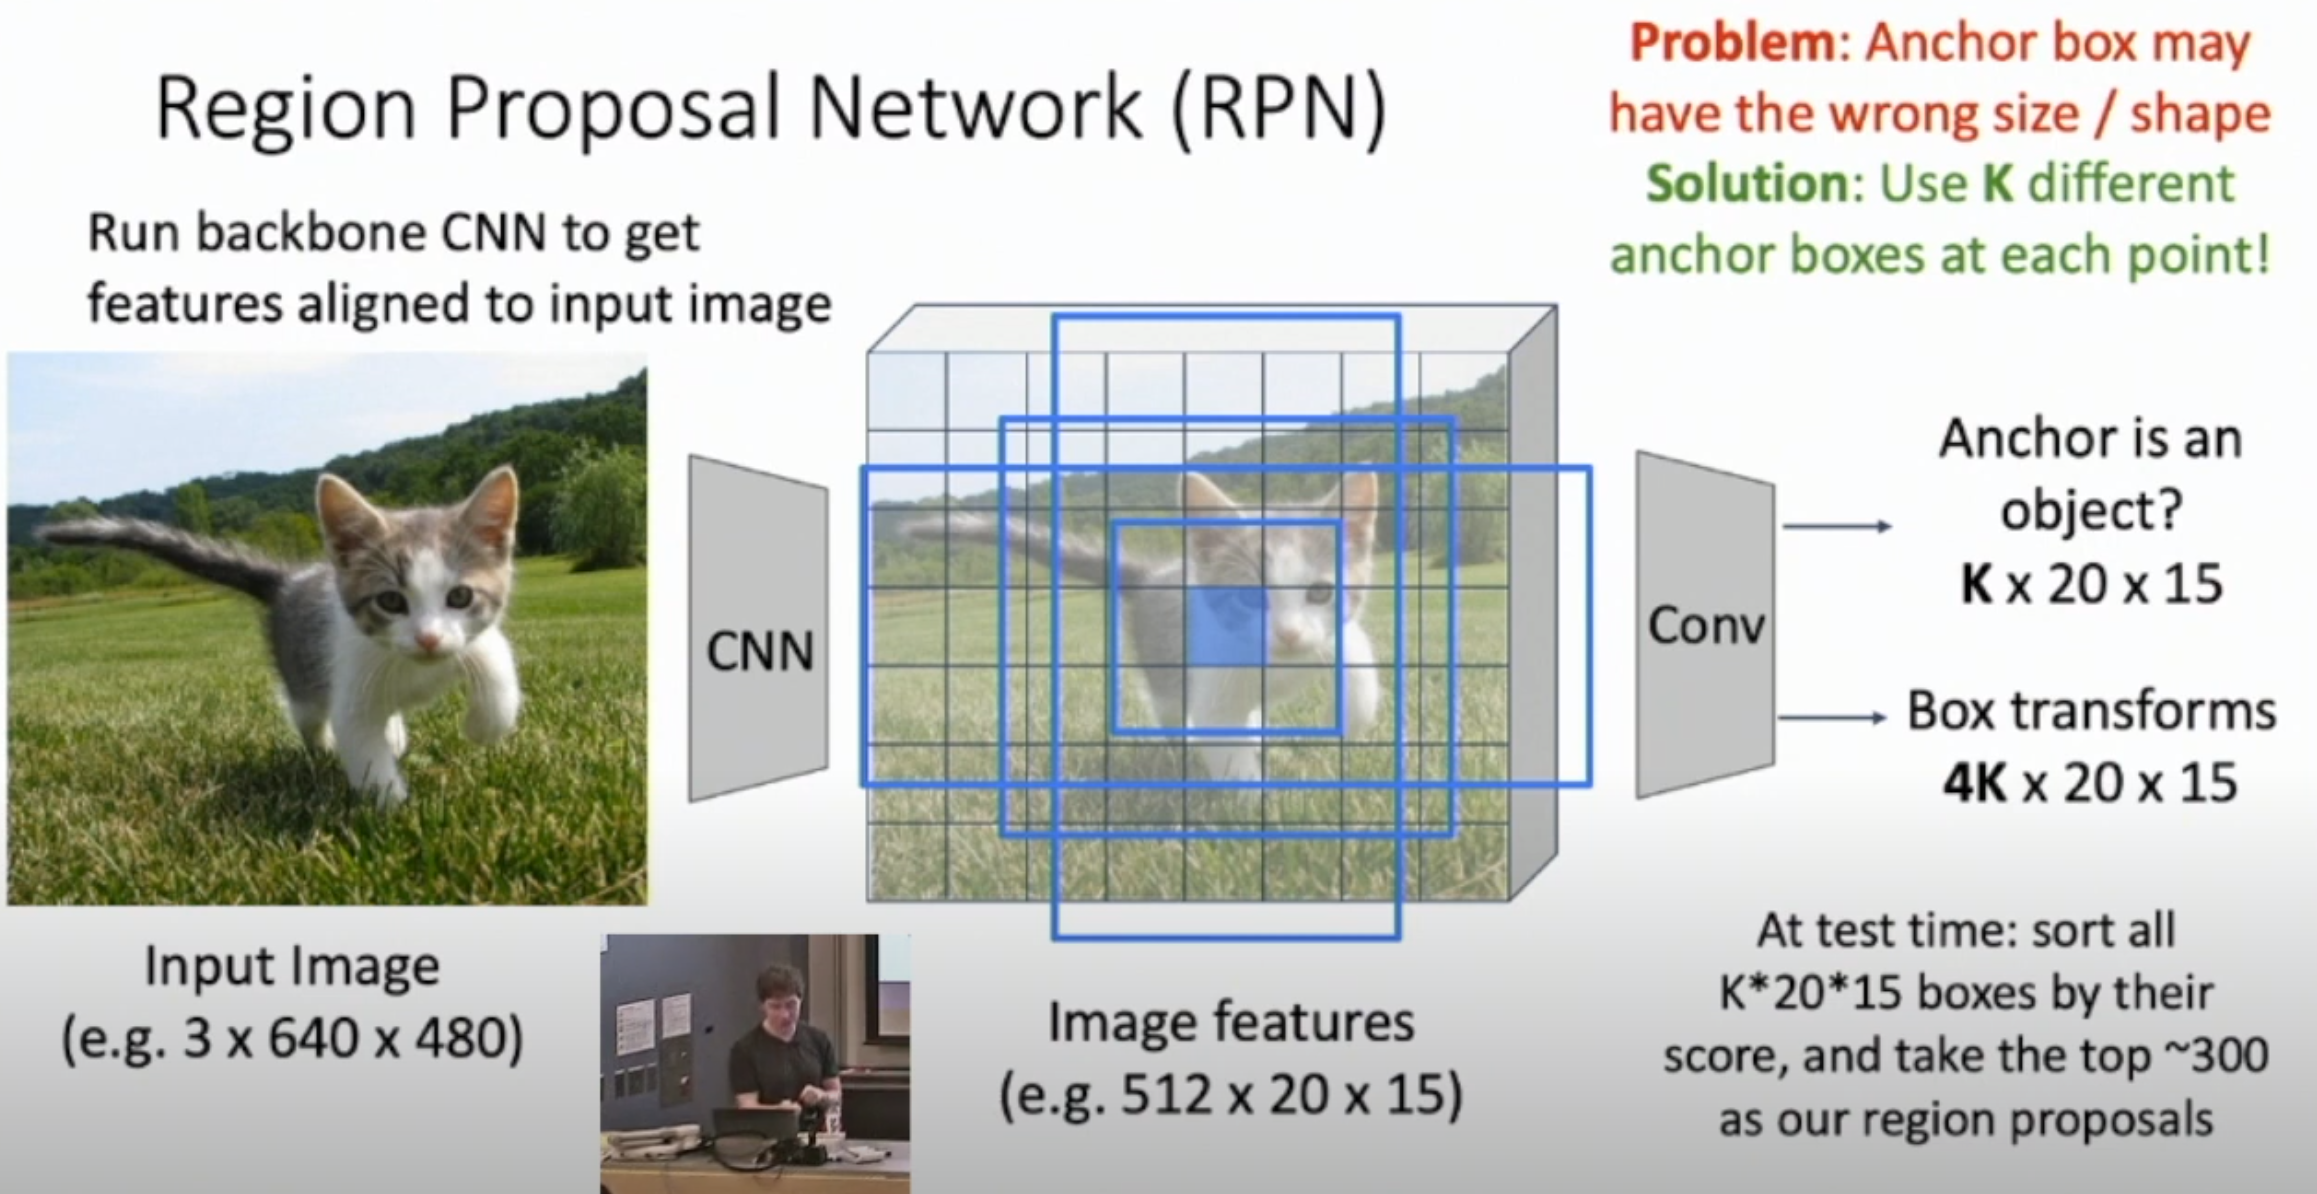 Region Proposal Network (RPN)
Problem: Anchor box may
have the wrong size / shape
Solution: Use K different
anchor boxes at each point!
Run backbone CNN to get
features aligned to input image
CNN
Conv
Anchor is an
object?
K x 20 x 15
Box transforms
4K x 20 x 15
Input Image
(e.g. 3 x 640 x 480)
Image features
(e.g. 512 x 20 x 15)
At test time: sort all
K*20*15 boxes by their
score, and take the top ~300
as our region proposals